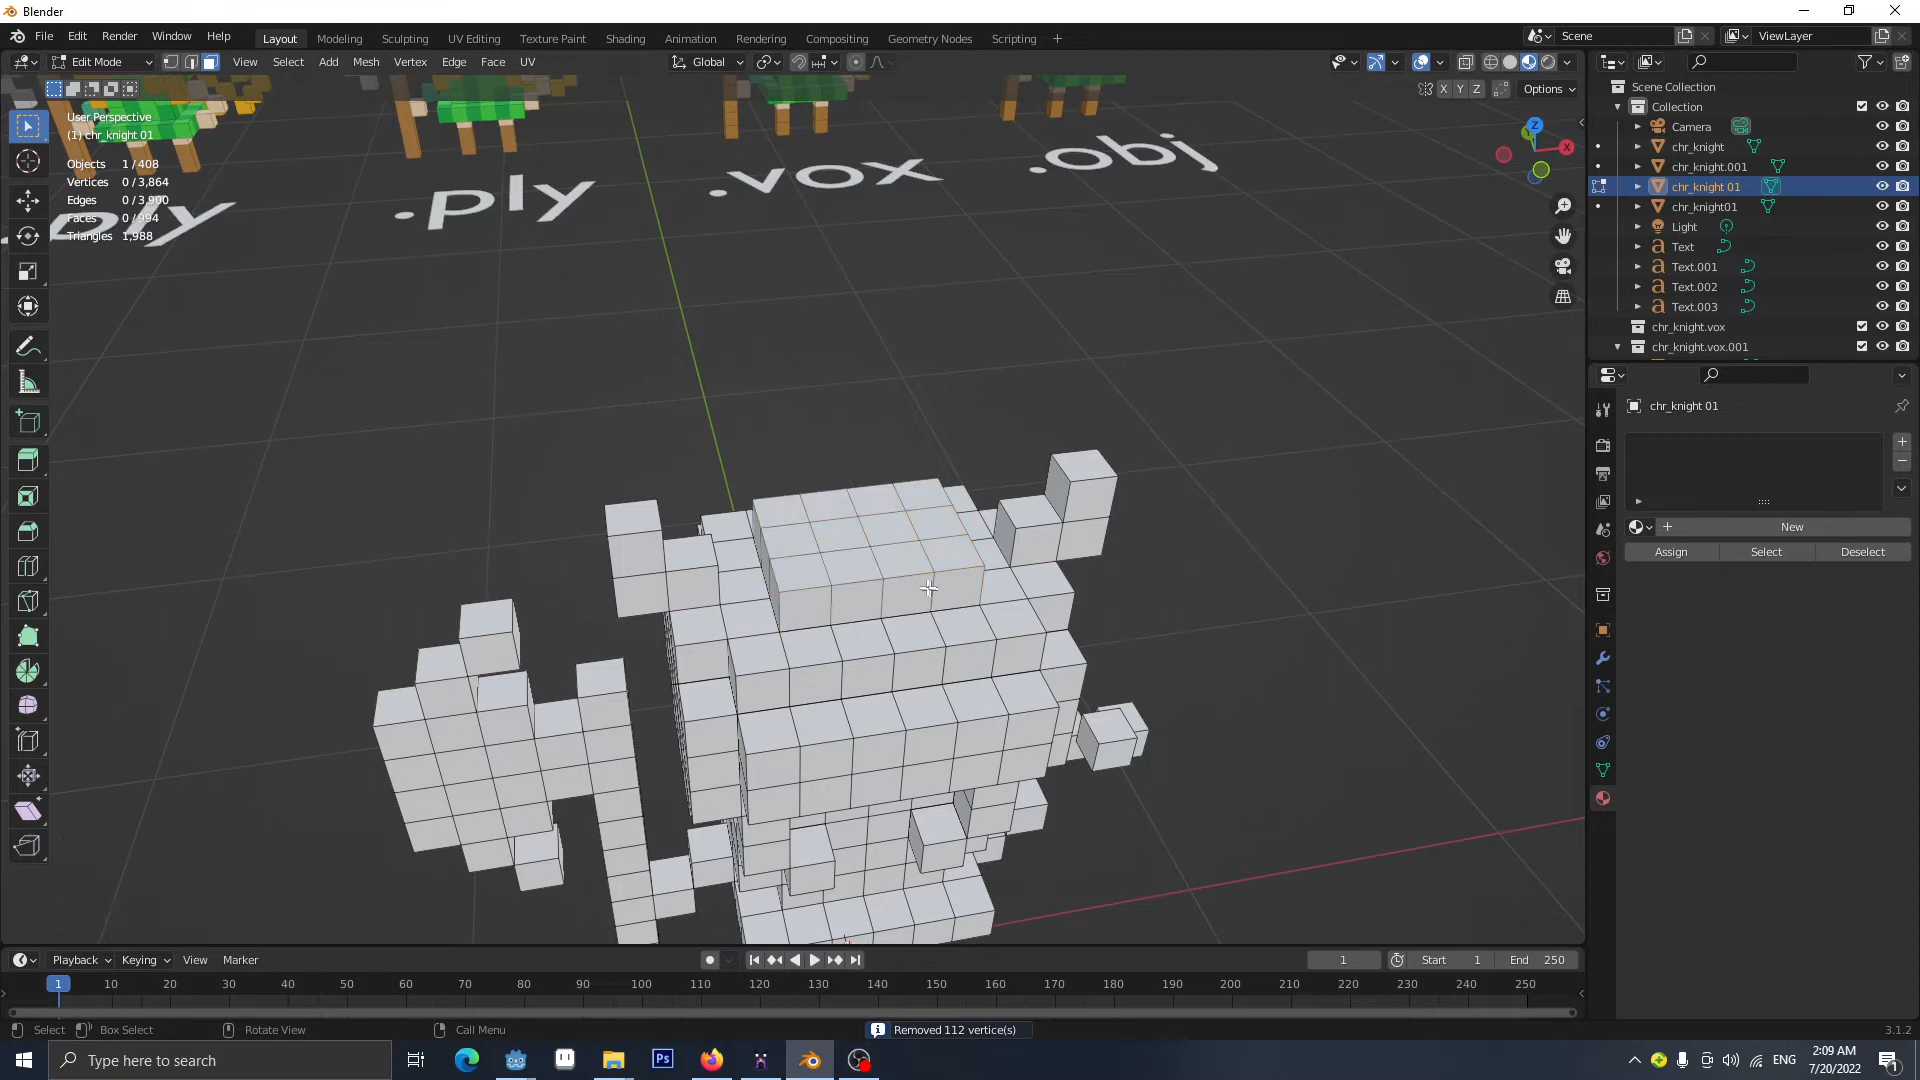 Blender
File Edit Render Window Help
Layout Modeling Sculpting UV Editing Texture Paint Shading Animation Rendering Compositing Geometry Nodes Scripting +
Scene
ViewLayer
Edit Mode View Select Add Mesh Vertex Edge Face UV
Global
X Y Z Options
User Perspective
(1) chr_knight 01
Objects 1 / 408
Vertices 0 / 3,864
Edges 0 / 3,900
Faces 0 / 994
Triangles 1,988
ply .ply .vox .obj
Z
X
Scene Collection
Collection
Camera
chr_knight
chr_knight.001
chr_knight 01
chr_knight01
Light
Text
Text.001
Text.002
Text.003
chr_knight.vox
chr_knight.vox.001
chr_knight 01
New
Assign Select Deselect
Playback Keying View Marker
1 Start 1 End 250
1 10 20 30 40 50 60 70 80 90 100 110 120 130 140 150 160 170 180 190 200 210 220 230 240 250
Select Box Select Rotate View Call Menu Removed 112 vertice(s) 3.1.2
Type here to search
Ps
ENG
2:09 AM
7/20/2022
1